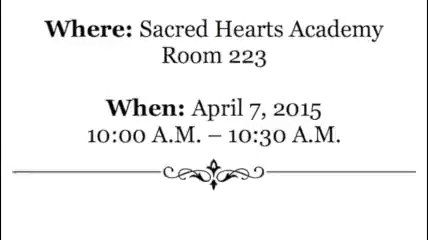 Where: Sacred Hearts Academy
Room 223
When: April 7, 2015
10:00 A.M. – 10:30 A.M.